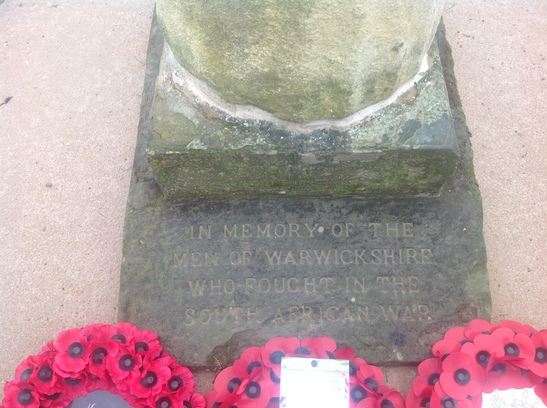 IN MEMORY OF THE
MEN OF WARWICKSHIRE
WHO FOUGHT IN THE
SOUTH AFRICAN WAR